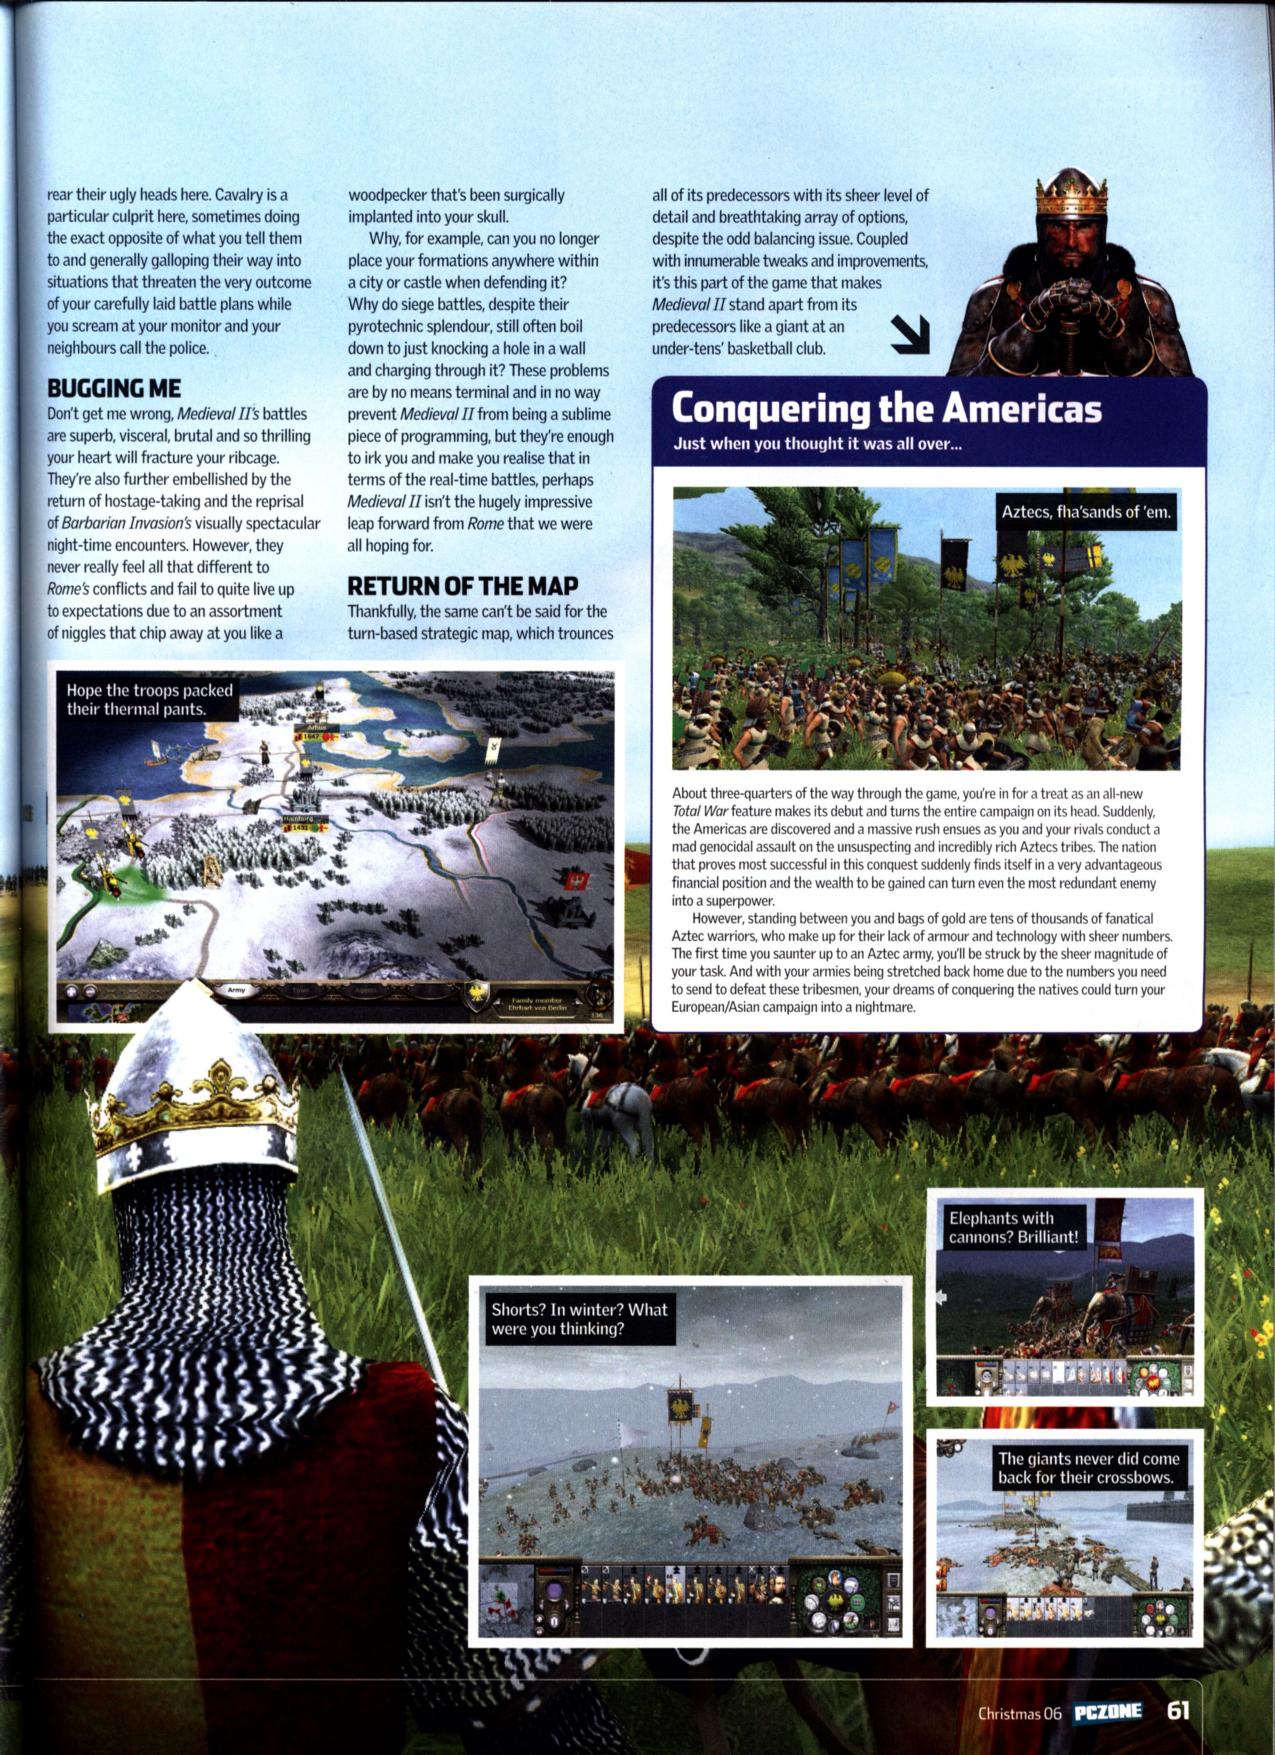 rear their ugly heads here. Cavalry is a
particular culprit here, sometimes doing
the exact opposite of what you tell them
to and generally galloping their way into
situations that threaten the very outcome
of your carefully laid battle plans while
you scream at your monitor and your
neighbours call the police.
BUGGING ME
Don't get me wrong, Medieval II's battles
are superb, visceral, brutal and so thrilling
your heart will fracture your ribcage.
They're also further embellished by the
return of hostage-taking and the reprisal
of Barbarian Invasion's visually spectacular
night-time encounters. However, they
never really feel all that different to
Rome's conflicts and fail to quite live up
to expectations due to an assortment
of niggles that chip away at you like a
woodpecker that's been surgically
implanted into your skull.
Why, for example, can you no longer
place your formations anywhere within
a city or castle when defending it?
Why do siege battles, despite their
pyrotechnic splendour, still often boil
down to just knocking a hole in a wall
and charging through it? These problems
are by no means terminal and in no way
prevent Medieval II from being a sublime
piece of programming, but they're enough
to irk you and make you realise that in
terms of the real-time battles, perhaps
Medieval II isn't the hugely impressive
leap forward from Rome that we were
all hoping for.
RETURN OF THE MAP
Thankfully, the same can't be said for the
turn-based strategic map, which trounces
all of its predecessors with its sheer level of
detail and breathtaking array of options,
despite the odd balancing issue. Coupled
with innumerable tweaks and improvements,
it's this part of the game that makes
Medieval II stand apart from its
predecessors like a giant at an
under-tens' basketball club.
Conquering the Americas
Just when you thought it was all over...
Aztecs, fha'sands of 'em.
About three-quarters of the way through the game, you're in for a treat as an all-new
Total War feature makes its debut and turns the entire campaign on its head. Suddenly,
the Americas are discovered and a massive rush ensues as you and your rivals conduct a
mad genocidal assault on the unsuspecting and incredibly rich Aztecs tribes. The nation
that proves most successful in this conquest suddenly finds itself in a very advantageous
financial position and the wealth to be gained can turn even the most redundant enemy
into a superpower.
However, standing between you and bags of gold are tens of thousands of fanatical
Aztec warriors, who make up for their lack of armour and technology with sheer numbers.
The first time you saunter up to an Aztec army, you'll be struck by the sheer magnitude of
your task. And with your armies being stretched back home due to the numbers you need
to send to defeat these tribesmen, your dreams of conquering the natives could turn your
European/Asian campaign into a nightmare.
Hope the troops packed
their thermal pants.
Arhus
1647
Hamburg
1431
Army
Family member
Ehrhart von Berlin
Elephants with
cannons? Brilliant!
Shorts? In winter? What
were you thinking?
The giants never did come
back for their crossbows.
Christmas 06 PCZONE 61